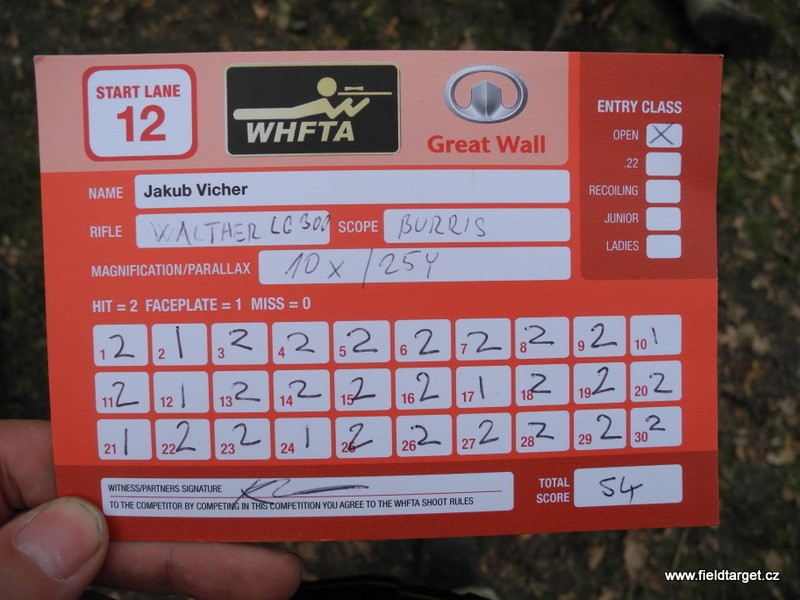 START LANE
12
WHFTA
Great Wall
ENTRY CLASS
OPEN X
.22
RECOILING
JUNIOR
LADIES
NAME Jakub Vicher
RIFLE WALTHER LG300 SCOPE BURRIS
MAGNIFICATION/PARALLAX 10x / 25Y
HIT = 2 FACEPLATE = 1 MISS = 0
1 2 2 1 3 2 4 2 5 2 6 2 7 2 8 2 9 2 10 1
11 2 12 1 13 2 14 2 15 2 16 2 17 1 18 2 19 2 20 2
21 1 22 2 23 2 24 1 25 2 26 2 27 2 28 2 29 2 30 2
WITNESS/PARTNERS SIGNATURE
TO THE COMPETITOR BY COMPETING IN THIS COMPETITION YOU AGREE TO THE WHFTA SHOOT RULES
TOTAL SCORE 54
www.fieldtarget.cz